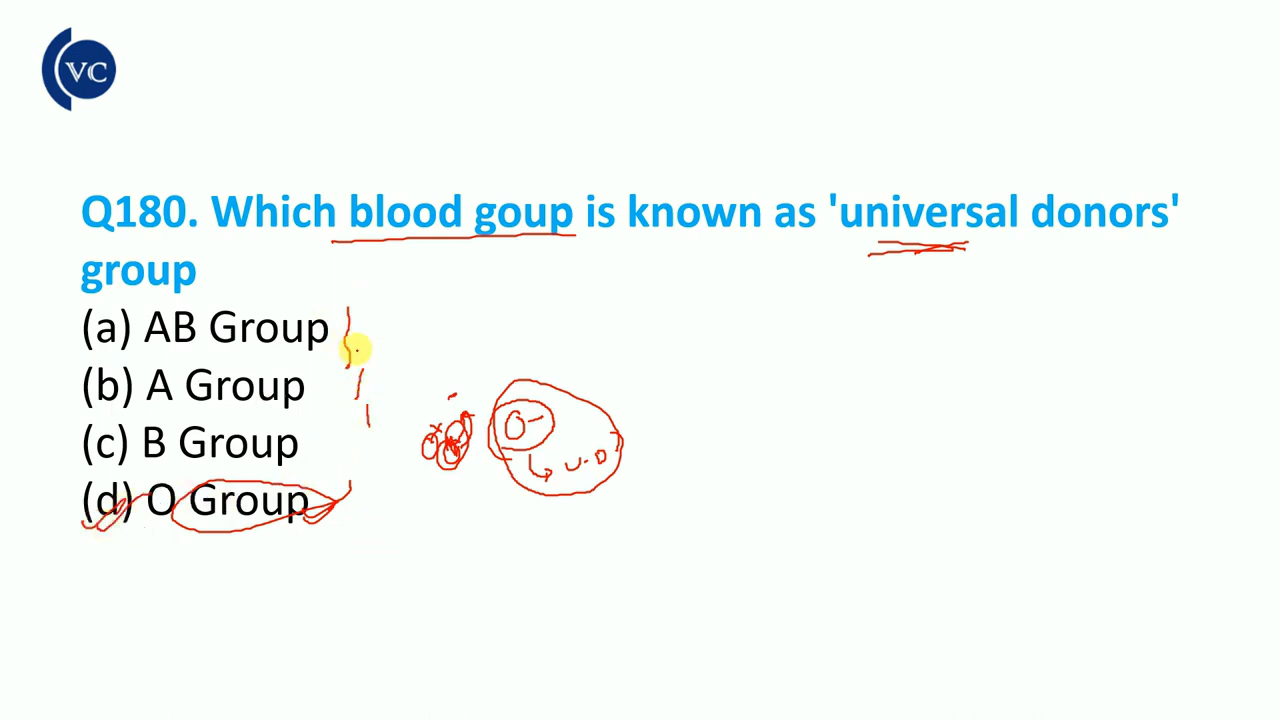 VC
Q180. Which blood goup is known as 'universal donors'
group
(a) AB Group
(b) A Group
(c) B Group
(d) O Group
O-
U-D